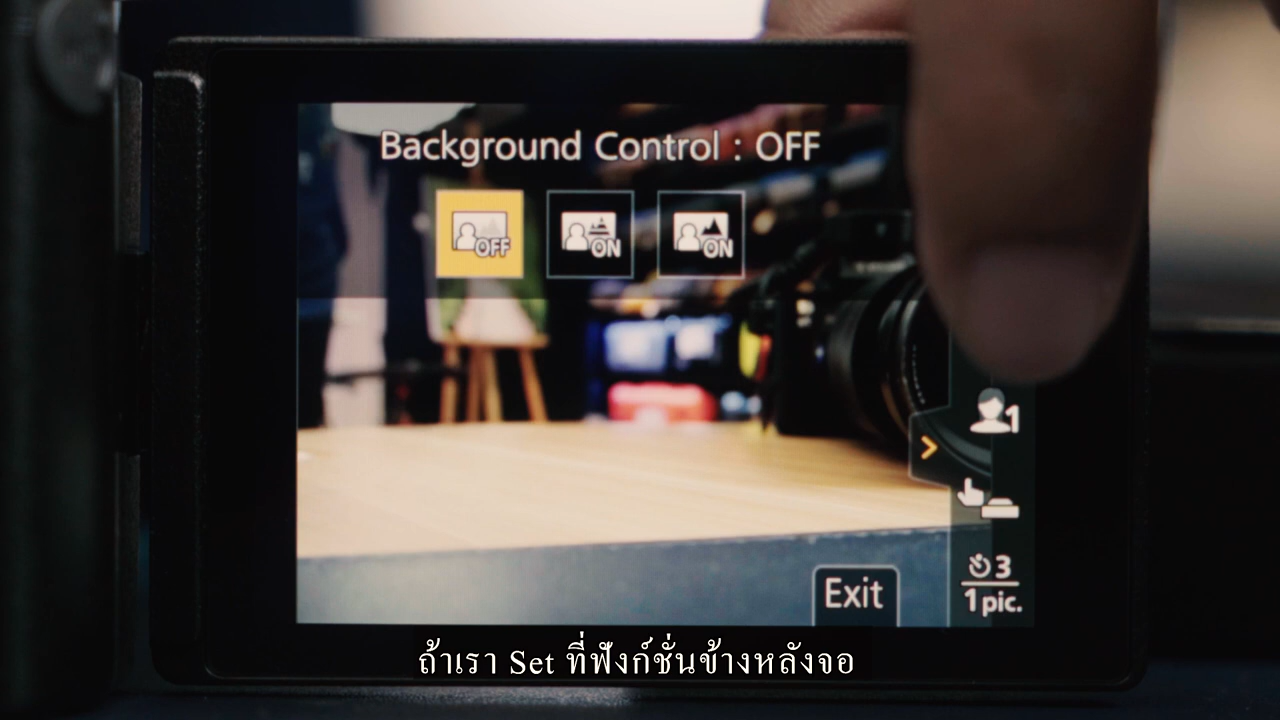 Background Control : OFF
OFF
ON
ON
1
3
1 pic.
Exit
ถ้าเรา Set ที่ฟังก์ชั่นข้างหลังจอ